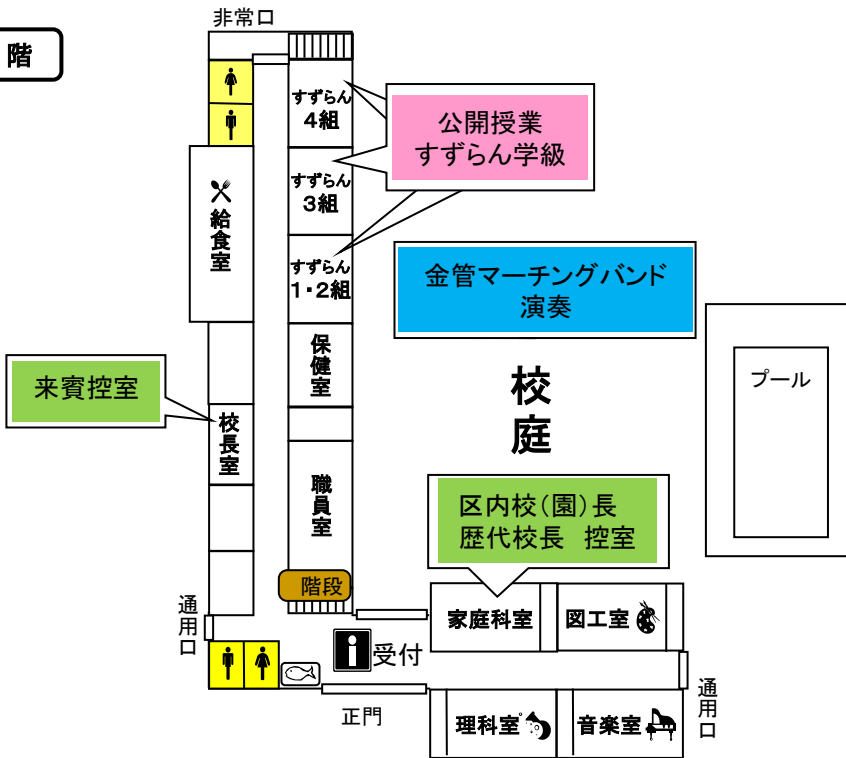 非常口
階
すずらん
4組
公開授業
すずらん学級
すずらん
3組
給食室
すずらん
1・2組
金管マーチングバンド
演奏
保健室
プール
来賓控室
校庭
校長室
職員室
区内校(園)長
歴代校長 控室
階段
通用口
家庭科室
図工室
受付
通用口
正門
理科室
音楽室